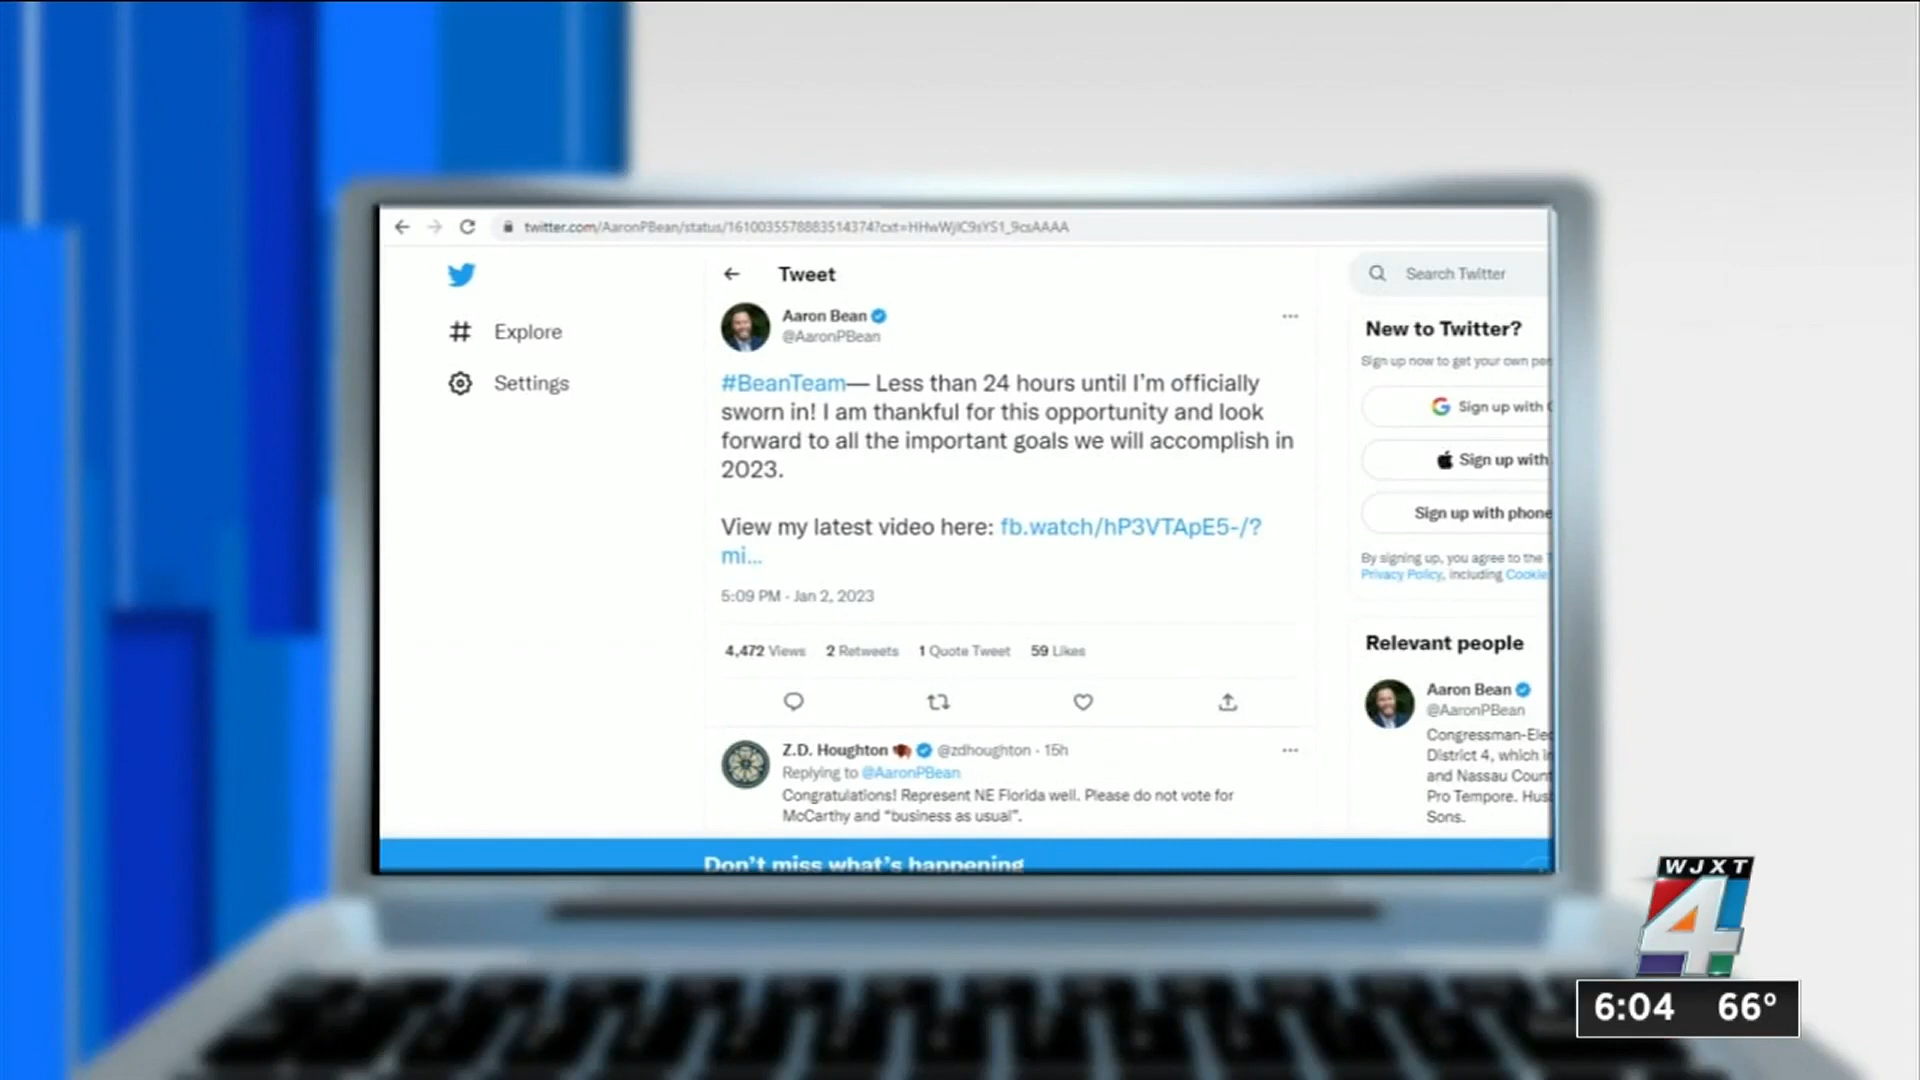 twitter.com/AaronPBean/status/1610035578883514374?cxt=HHwWjIC9sYS1_9csAAAA
Tweet
Search Twitter
Explore
Settings
Aaron Bean
@AaronPBean
#BeanTeam— Less than 24 hours until I'm officially
sworn in! I am thankful for this opportunity and look
forward to all the important goals we will accomplish in
2023.
View my latest video here: fb.watch/hP3VTApE5-/?
mi...
5:09 PM - Jan 2, 2023
4,472 Views 2 Retweets 1 Quote Tweet 59 Likes
Z.D. Houghton @zdhoughton · 15h
Replying to @AaronPBean
Congratulations! Represent NE Florida well. Please do not vote for
McCarthy and "business as usual".
New to Twitter?
Sign up now to get your own per
Sign up with
Sign up with
Sign up with phone
By signing up, you agree to the
Privacy Policy, including Cookie
Relevant people
Aaron Bean
@AaronPBean
Congressman-Elec
District 4, which in
and Nassau Count
Pro Tempore. Hus
Sons.
Don't miss what's happening
WJXT
4
6:04 66°